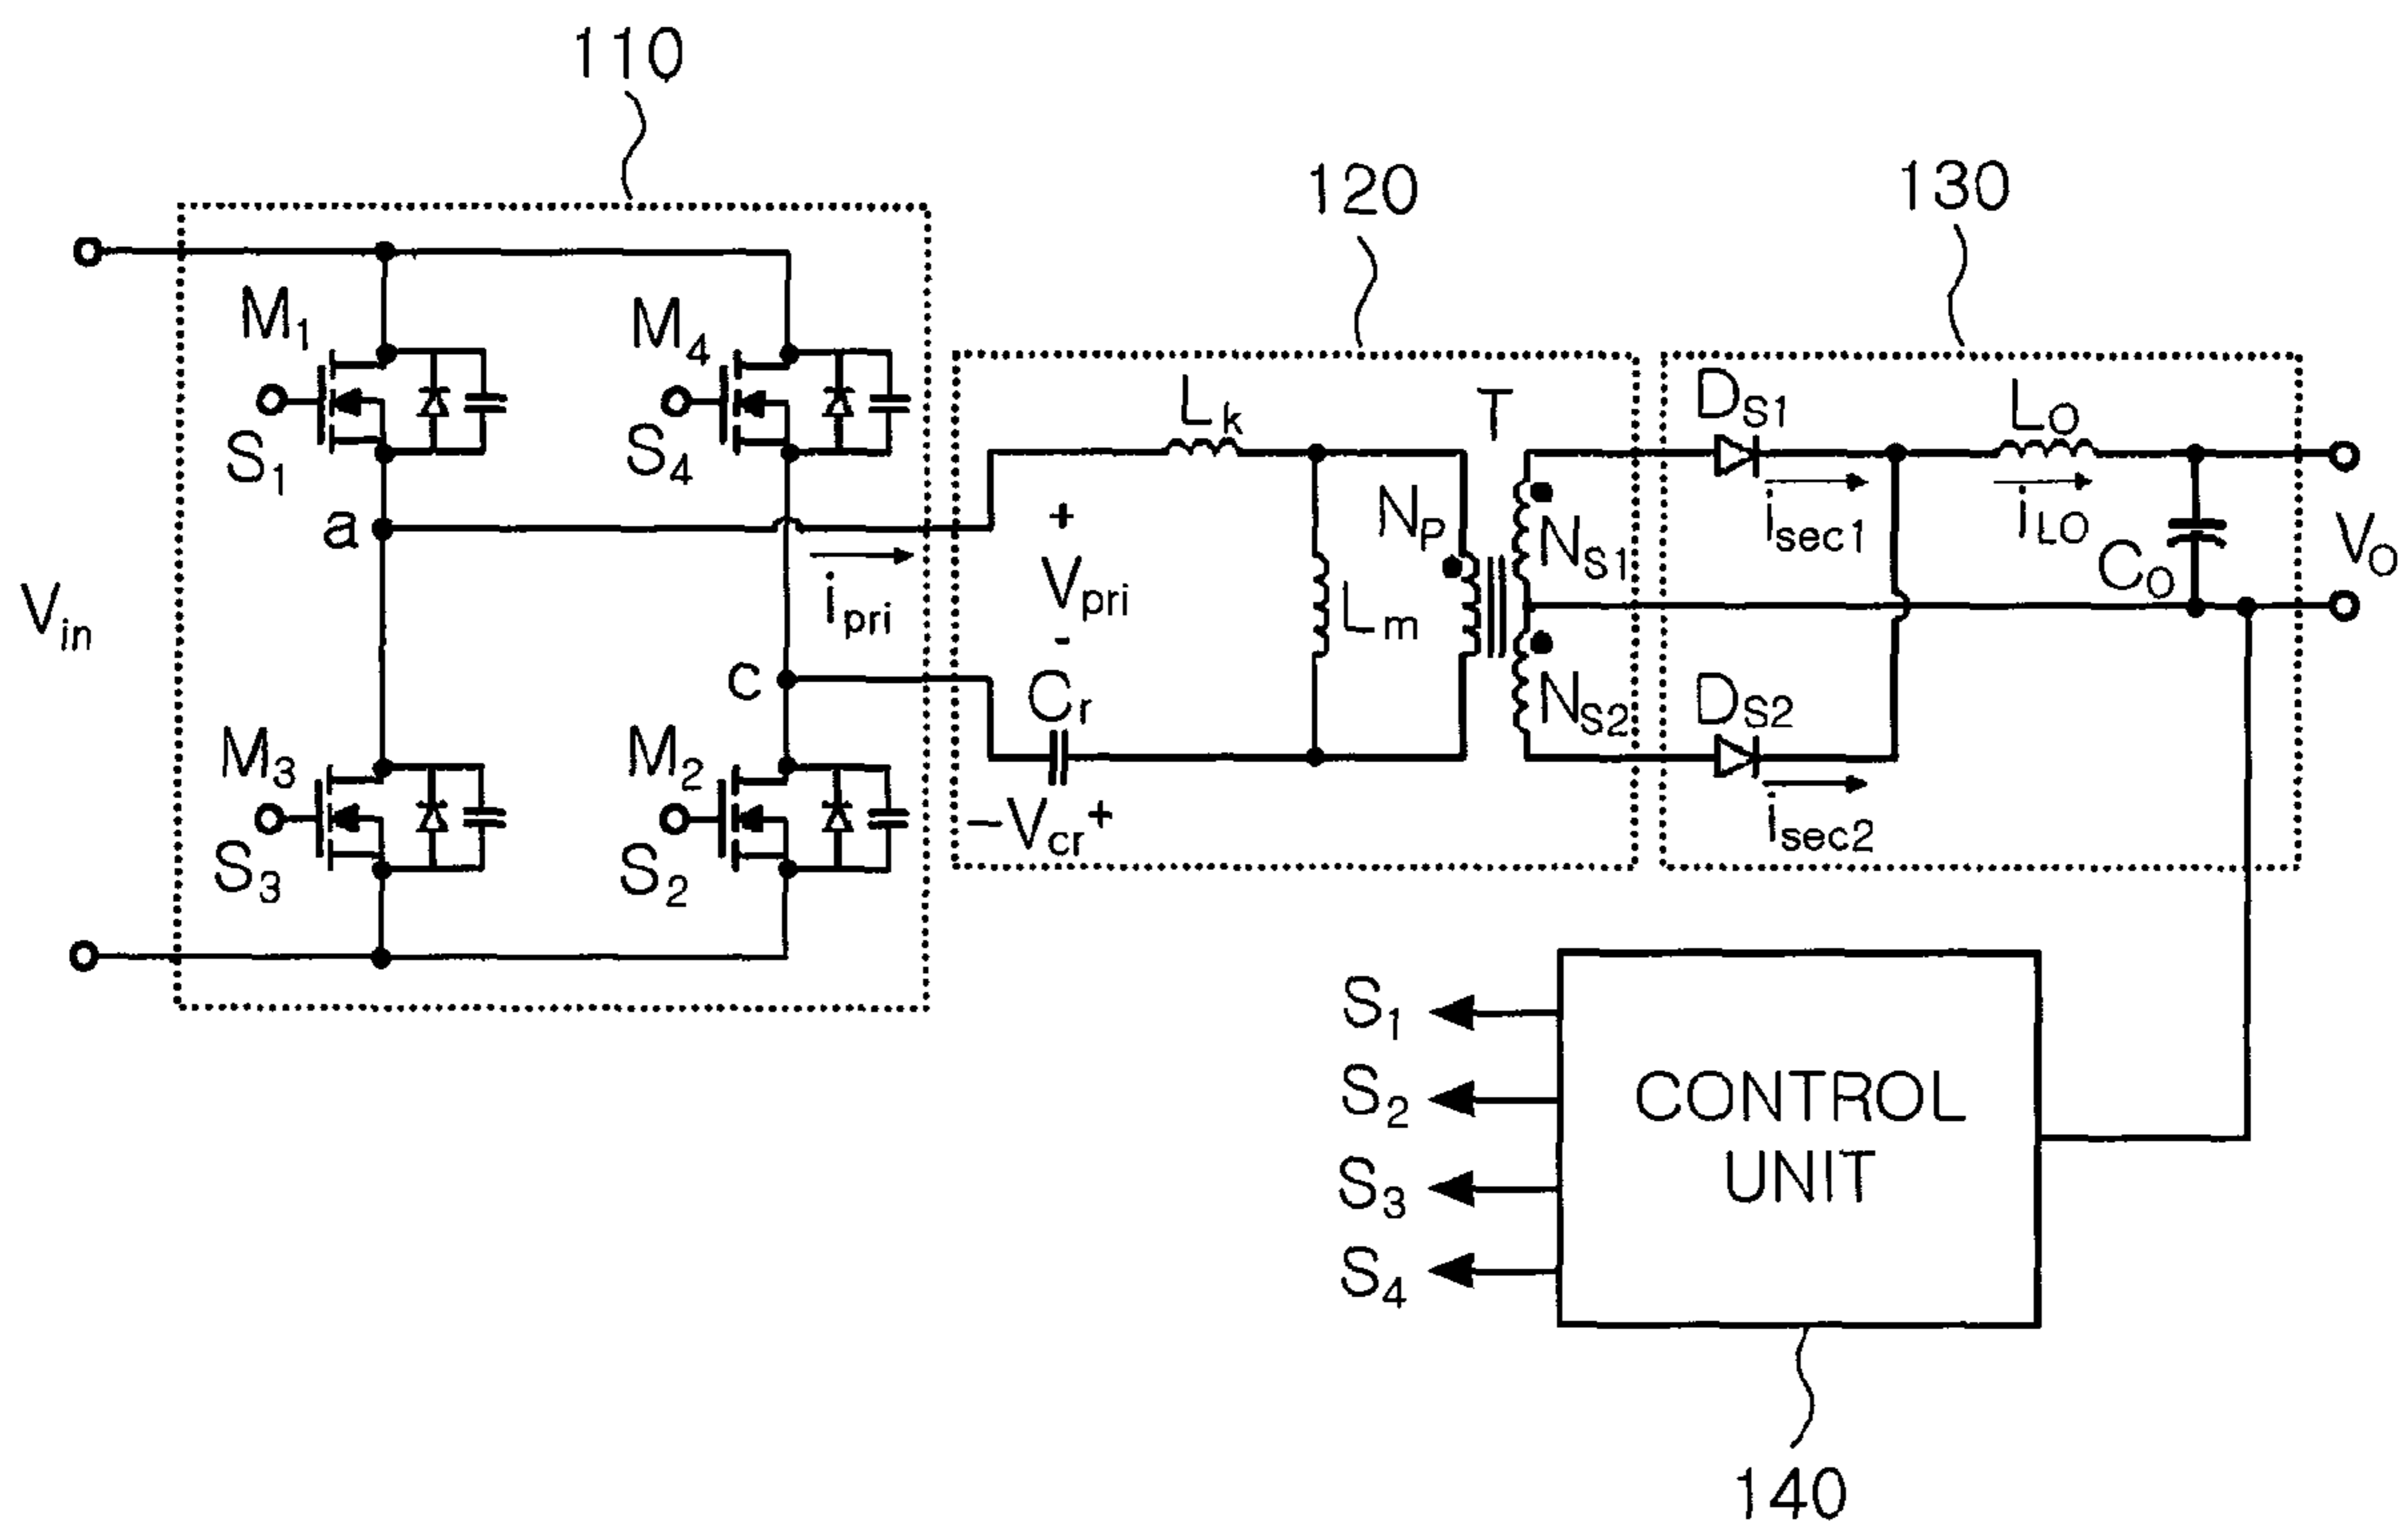 110
120
130
M1
M4
S1
S4
Lk
T
DS1
LO
a
ipri
+
Vpri
-
NP
NS1
isec1
iLO
CO
VO
Vin
Lm
c
Cr
NS2
DS2
M3
M2
S3
S2
−Vcr+
isec2
S1
S2
S3
S4
CONTROL
UNIT
140